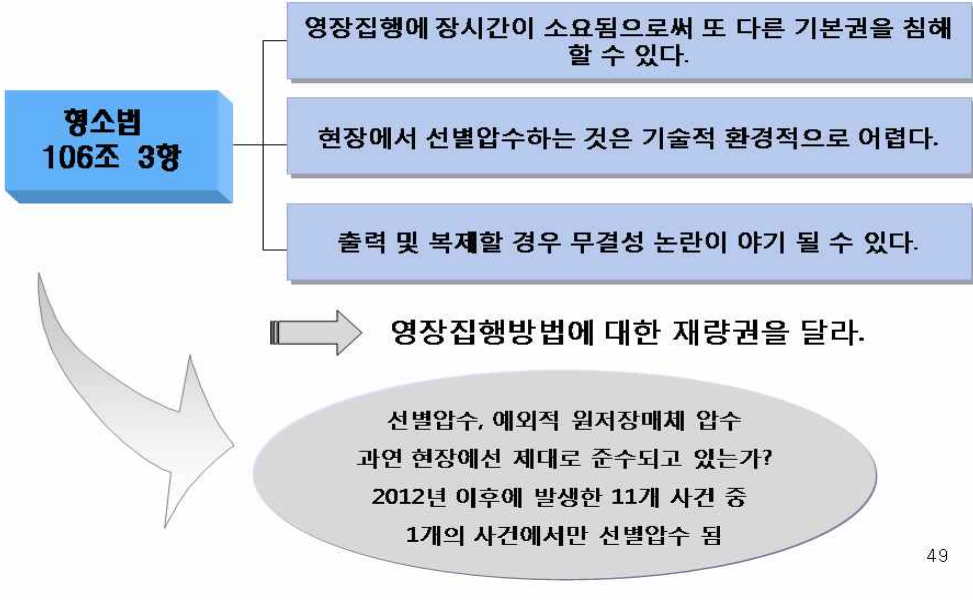 형소법
106조 3항
영장집행에 장시간이 소요됨으로써 또 다른 기본권을 침해
할 수 있다.
현장에서 선별압수하는 것은 기술적 환경적으로 어렵다.
출력 및 복제할 경우 무결성 논란이 야기 될 수 있다.
영장집행방법에 대한 재량권을 달라.
선별압수, 예외적 원저장매체 압수
과연 현장에선 제대로 준수되고 있는가?
2012년 이후에 발생한 11개 사건 중
1개의 사건에서만 선별압수 됨
49